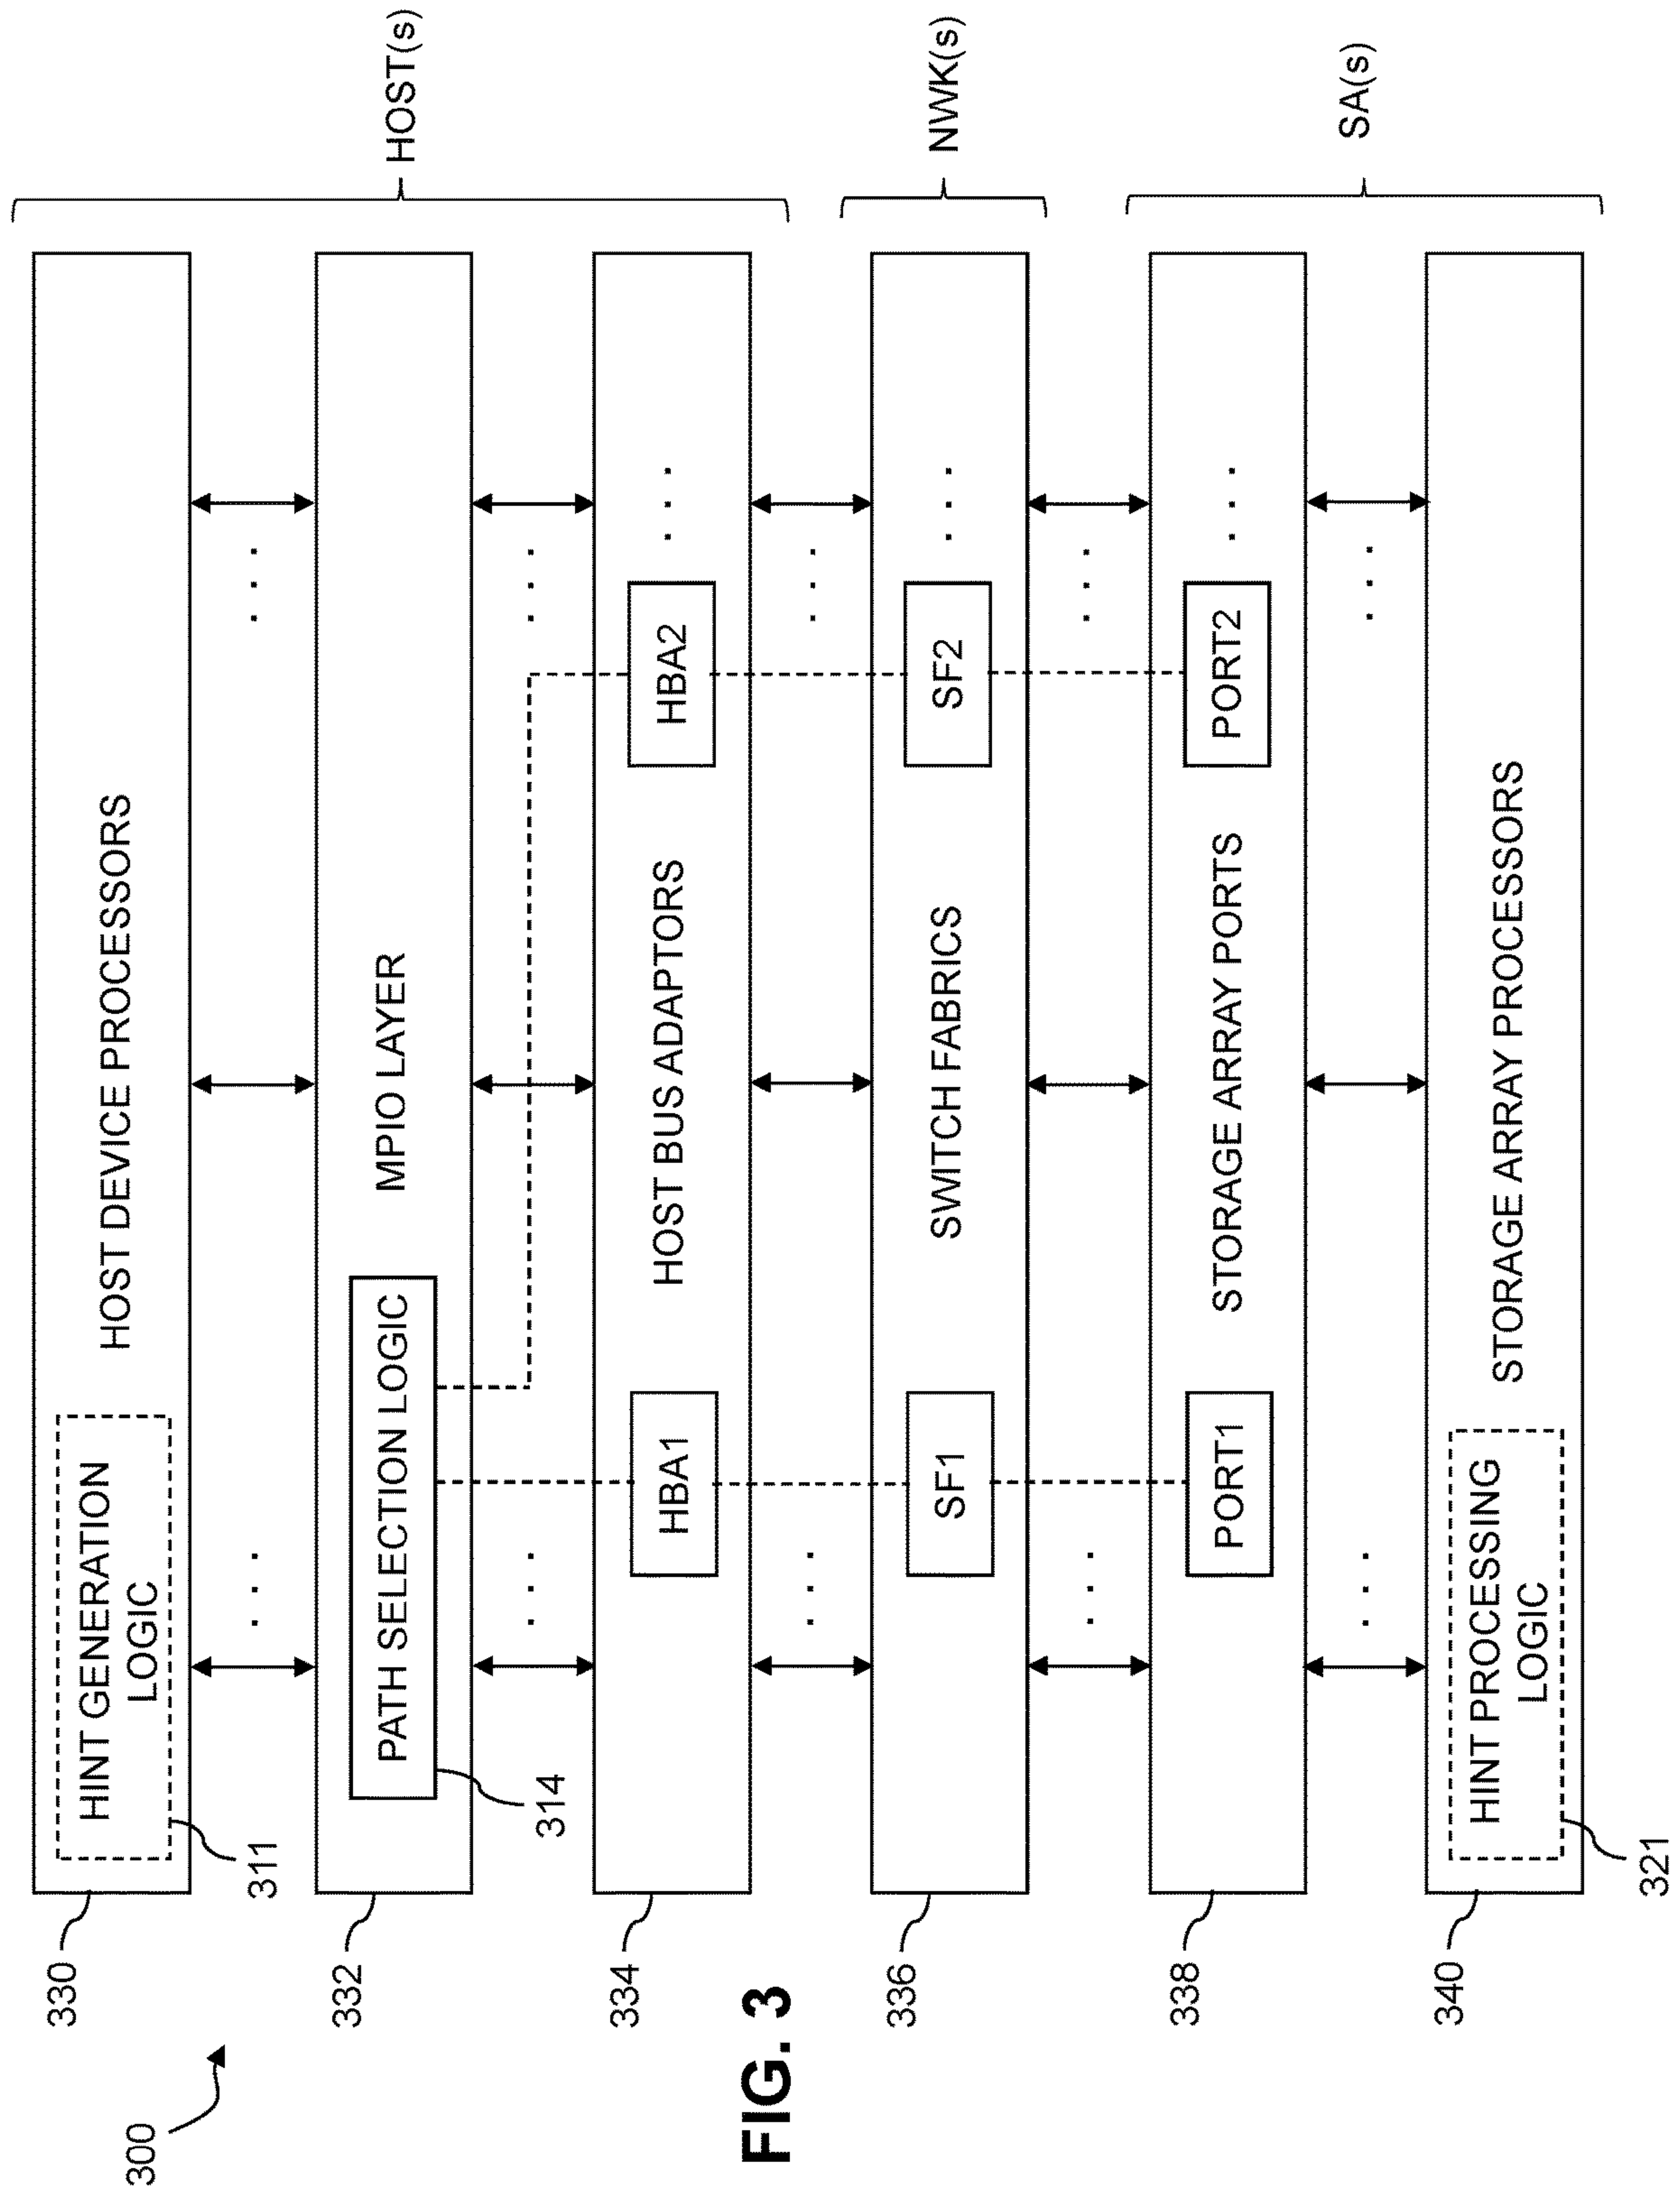 300
330
HINT GENERATION
LOGIC
311
HOST DEVICE PROCESSORS
HOST(s)
332
PATH SELECTION LOGIC
314
MPIO LAYER
334
HBA1
HOST BUS ADAPTORS
HBA2
336
SF1
SWITCH FABRICS
SF2
NWK(s)
338
PORT1
STORAGE ARRAY PORTS
PORT2
SA(s)
340
HINT PROCESSING
LOGIC
321
STORAGE ARRAY PROCESSORS
FIG. 3